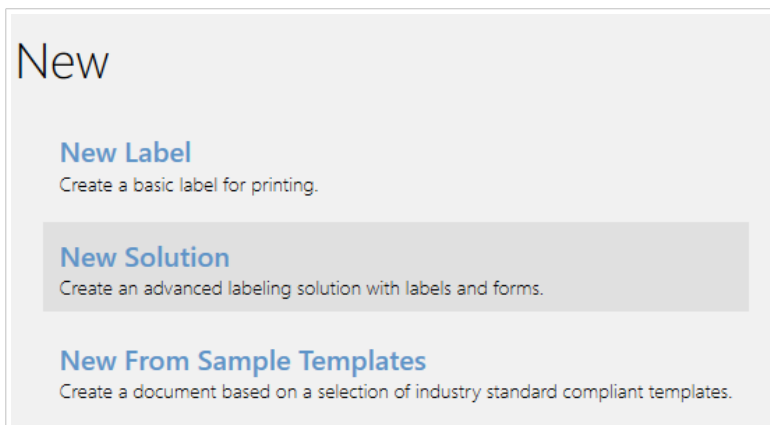 New
New Label
Create a basic label for printing.
New Solution
Create an advanced labeling solution with labels and forms.
New From Sample Templates
Create a document based on a selection of industry standard compliant templates.